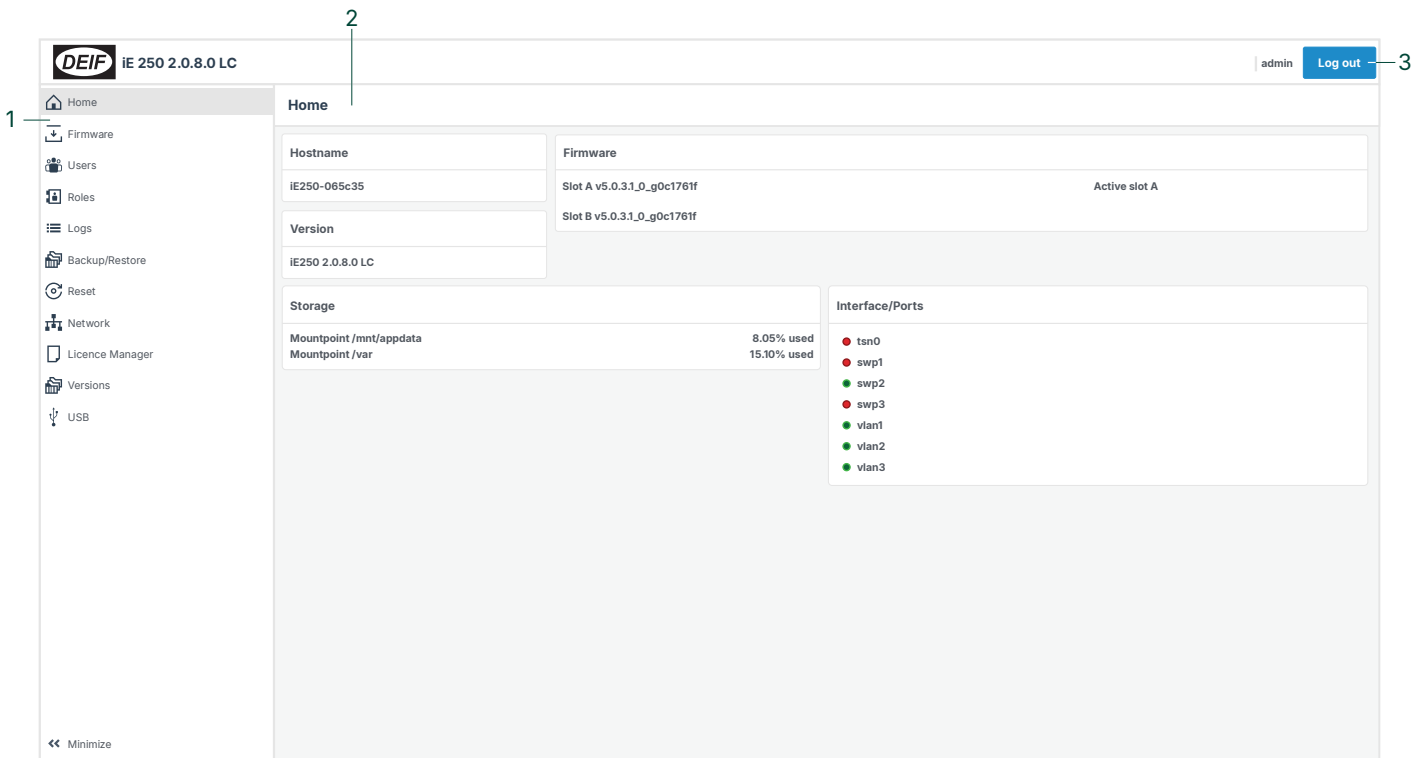 2
DEIF
iE 250 2.0.8.0 LC
admin
Log out
3
1
Home
Firmware
Users
Roles
Logs
Backup/Restore
Reset
Network
Licence Manager
Versions
USB
Minimize
Home
Hostname
iE250-065c35
Version
iE250 2.0.8.0 LC
Firmware
Slot A v5.0.3.1_0_g0c1761f Active slot A
Slot B v5.0.3.1_0_g0c1761f
Storage
Mountpoint /mnt/appdata 8.05% used
Mountpoint /var 15.10% used
Interface/Ports
tsn0
swp1
swp2
swp3
vlan1
vlan2
vlan3